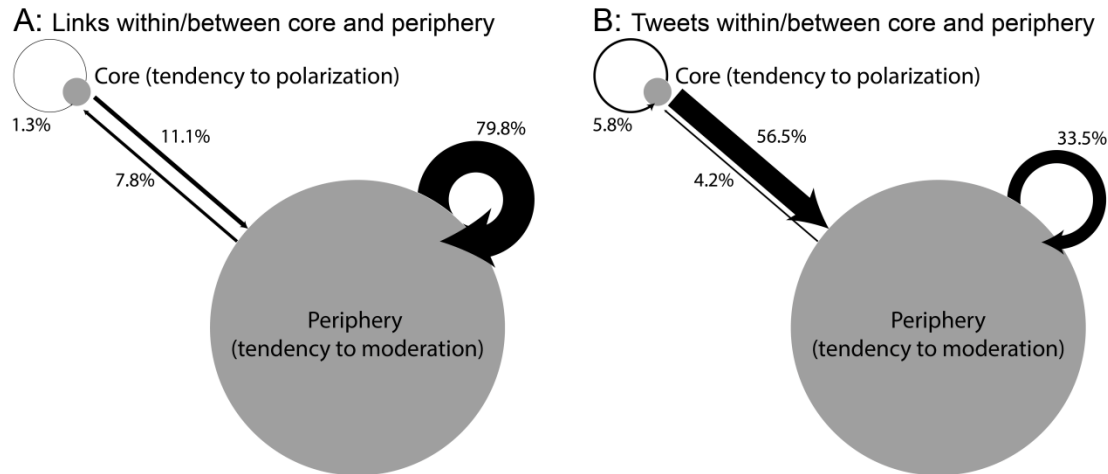 A: Links within/between core and periphery
Core (tendency to polarization)
1.3%
11.1%
7.8%
79.8%
Periphery
(tendency to moderation)
B: Tweets within/between core and periphery
Core (tendency to polarization)
5.8%
56.5%
4.2%
33.5%
Periphery
(tendency to moderation)